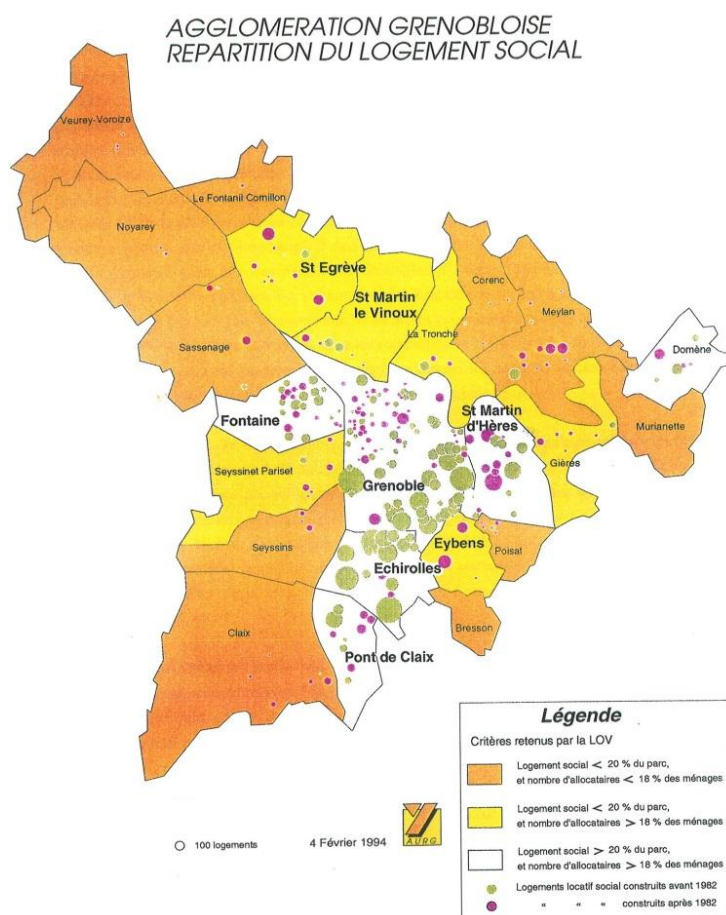 AGGLOMERATION GRENOBLOISE
REPARTITION DU LOGEMENT SOCIAL
Veurey-Voroize
Le Fontanil Cornillon
Noyarey
St Egrève
St Martin
le Vinoux
Corenc
Meylan
La Tronche
Sassenage
Domène
Fontaine
St Martin
d'Hères
Murianette
Gières
Seyssinet Pariset
Grenoble
Eybens
Poisat
Seyssins
Echirolles
Bresson
Claix
Pont de Claix
Légende
Critères retenus par la LOV
Logement social < 20 % du parc,
et nombre d'allocataires < 18 % des ménages
Logement social < 20 % du parc,
et nombre d'allocataires > 18 % des ménages
Logement social > 20 % du parc,
et nombre d'allocataires > 18 % des ménages
Logements locatif social construits avant 1982
" " " construits après 1982
100 logements
4 Février 1994
AURG